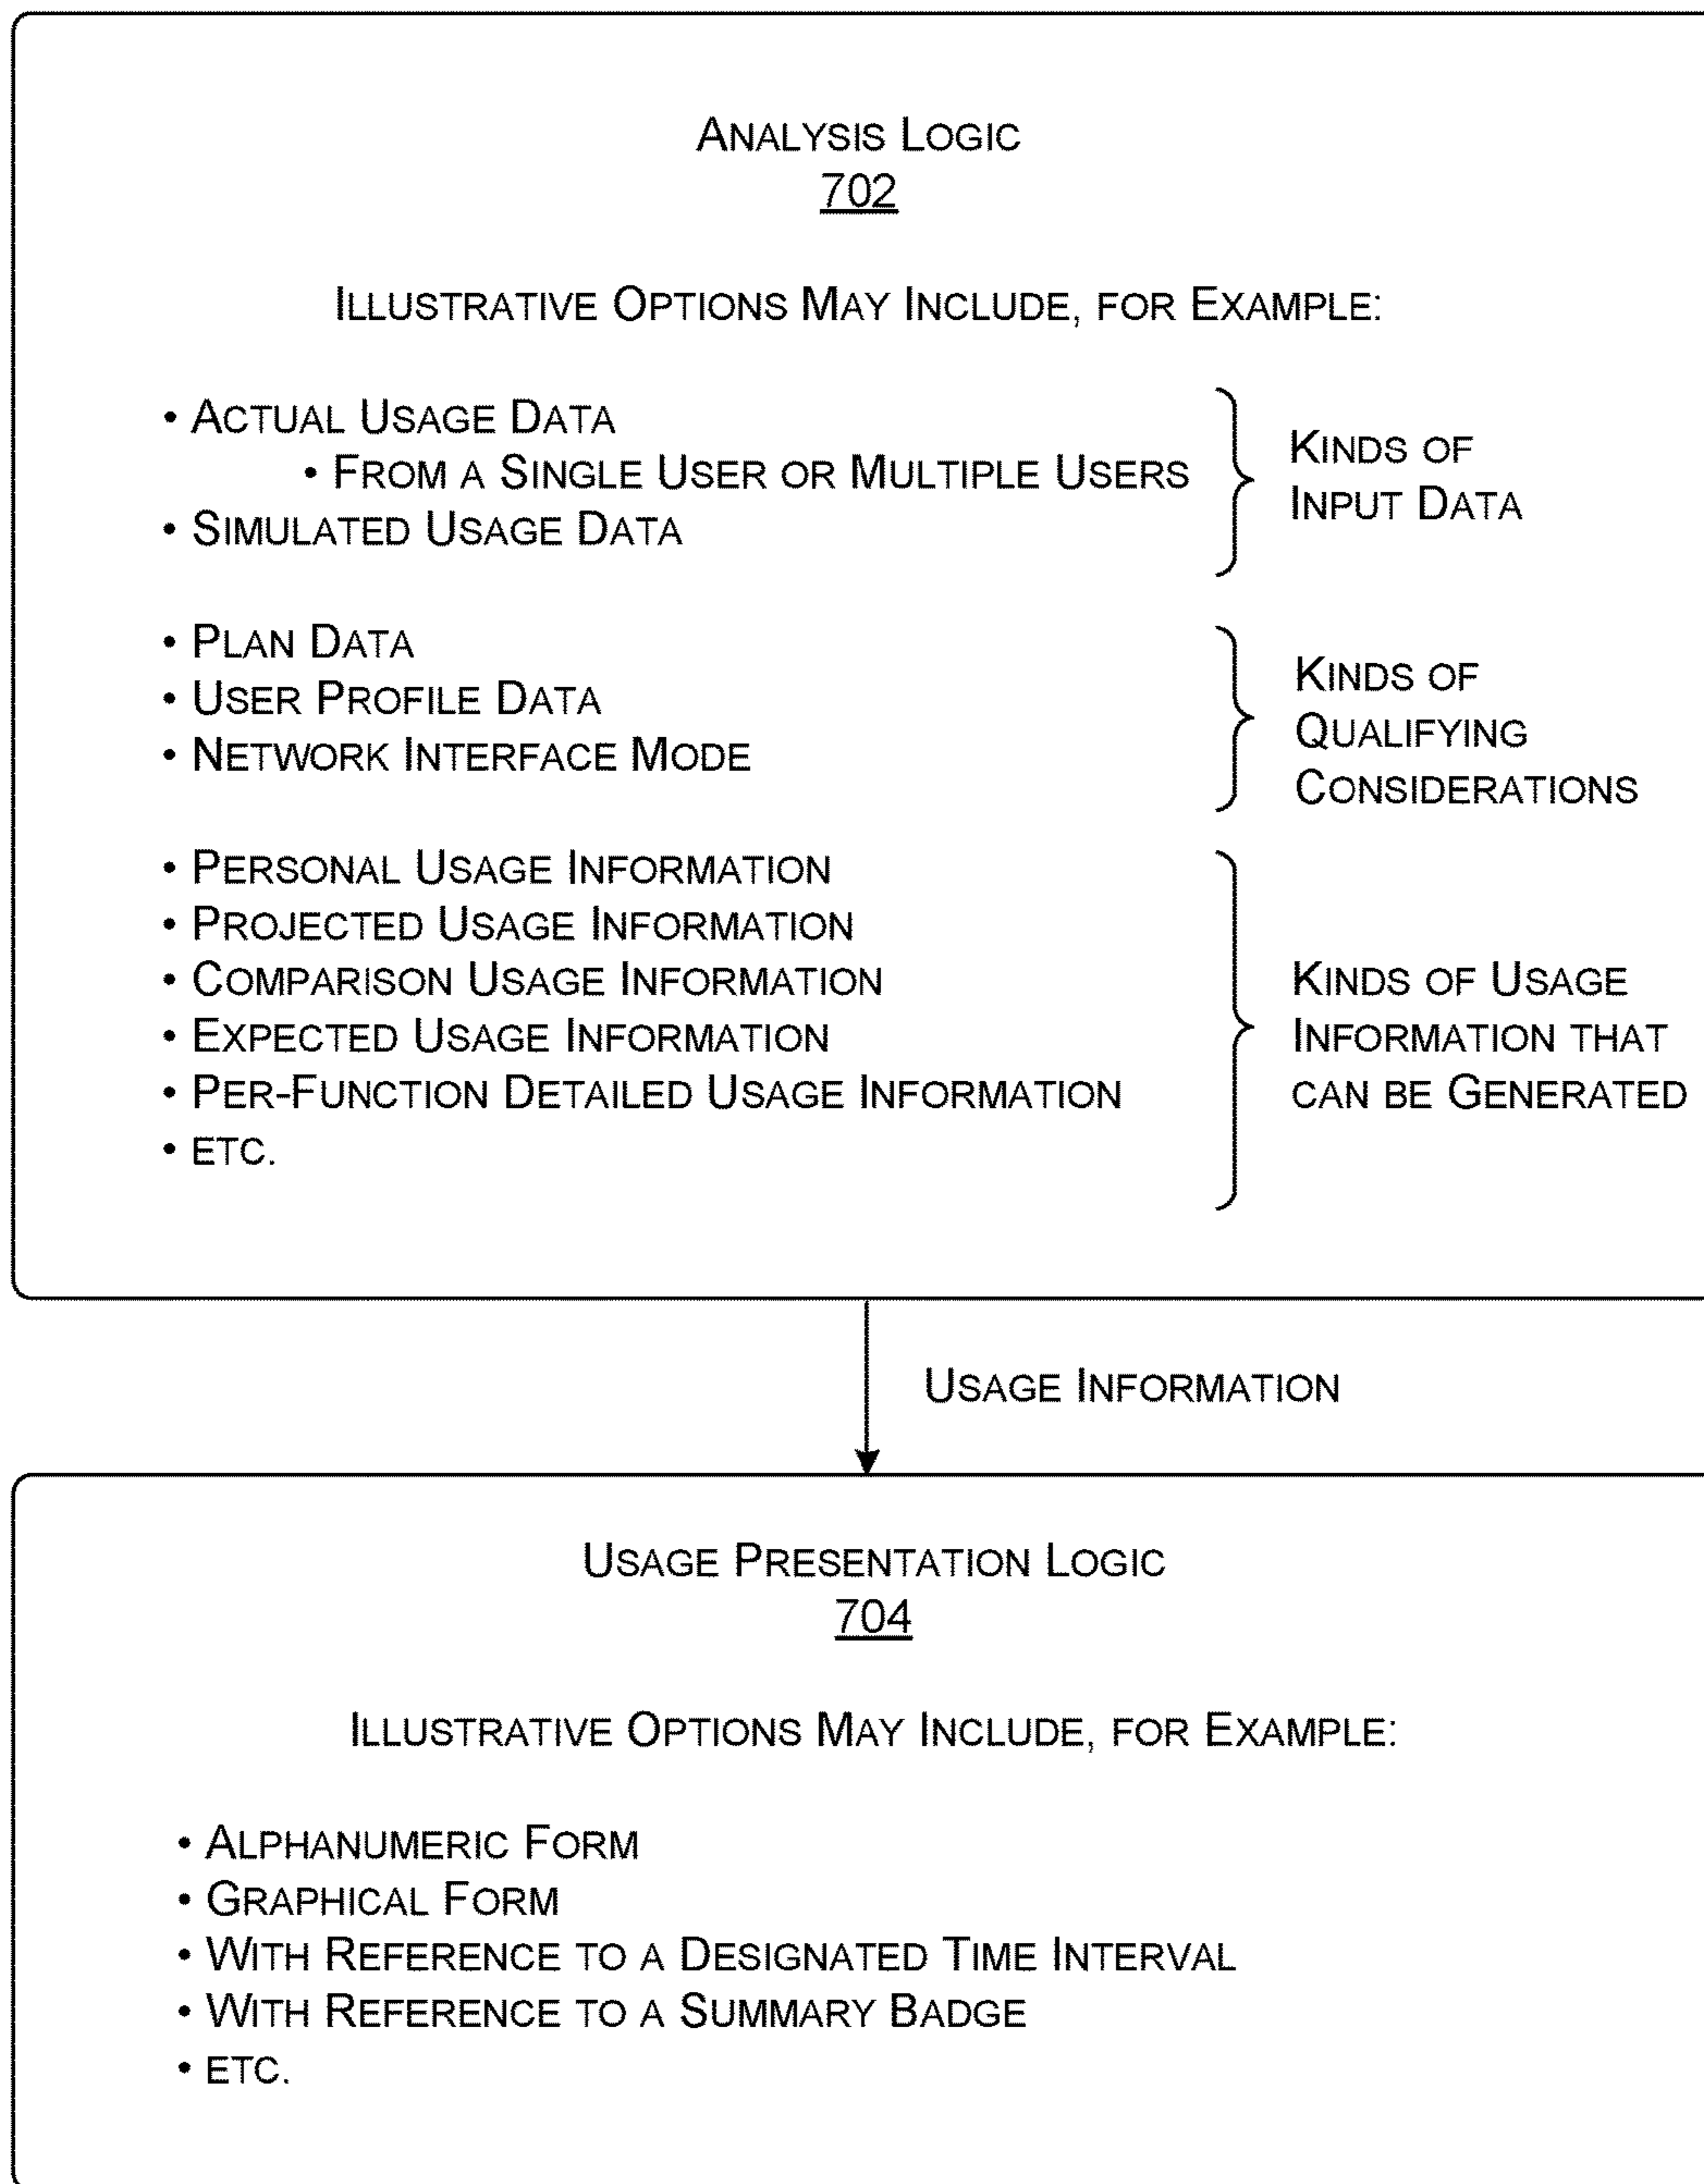 ANALYSIS LOGIC
702
ILLUSTRATIVE OPTIONS MAY INCLUDE, FOR EXAMPLE:
• ACTUAL USAGE DATA
• FROM A SINGLE USER OR MULTIPLE USERS
• SIMULATED USAGE DATA
KINDS OF
INPUT DATA
• PLAN DATA
• USER PROFILE DATA
• NETWORK INTERFACE MODE
KINDS OF
QUALIFYING
CONSIDERATIONS
• PERSONAL USAGE INFORMATION
• PROJECTED USAGE INFORMATION
• COMPARISON USAGE INFORMATION
• EXPECTED USAGE INFORMATION
• PER-FUNCTION DETAILED USAGE INFORMATION
• ETC.
KINDS OF USAGE
INFORMATION THAT
CAN BE GENERATED
USAGE INFORMATION
USAGE PRESENTATION LOGIC
704
ILLUSTRATIVE OPTIONS MAY INCLUDE, FOR EXAMPLE:
• ALPHANUMERIC FORM
• GRAPHICAL FORM
• WITH REFERENCE TO A DESIGNATED TIME INTERVAL
• WITH REFERENCE TO A SUMMARY BADGE
• ETC.